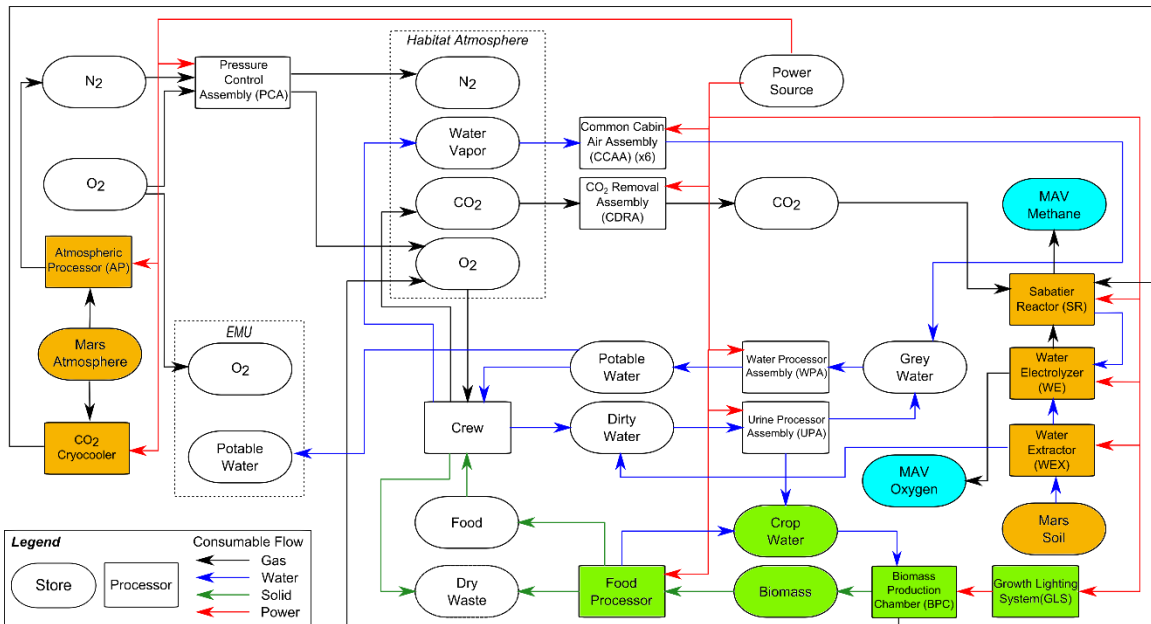 Habitat Atmosphere
N2
Pressure
Control
Assembly (PCA)
N2
Power
Source
Water
Vapor
Common Cabin
Air Assembly
(CCAA) (x6)
O2
CO2
CO2 Removal
Assembly
(CDRA)
CO2
MAV
Methane
O2
Atmospheric
Processor (AP)
Sabatier
Reactor (SR)
Mars
Atmosphere
EMU
O2
Potable
Water
Water Processor
Assembly (WPA)
Grey
Water
Water
Electrolyzer
(WE)
CO2
Cryocooler
Potable
Water
Crew
Dirty
Water
Urine Processor
Assembly (UPA)
Water
Extractor
(WEX)
MAV
Oxygen
Food
Crop
Water
Mars
Soil
Legend
Consumable Flow
Store
Processor
Gas
Water
Solid
Power
Dry
Waste
Food
Processor
Biomass
Biomass
Production
Chamber (BPC)
Growth Lighting
System(GLS)